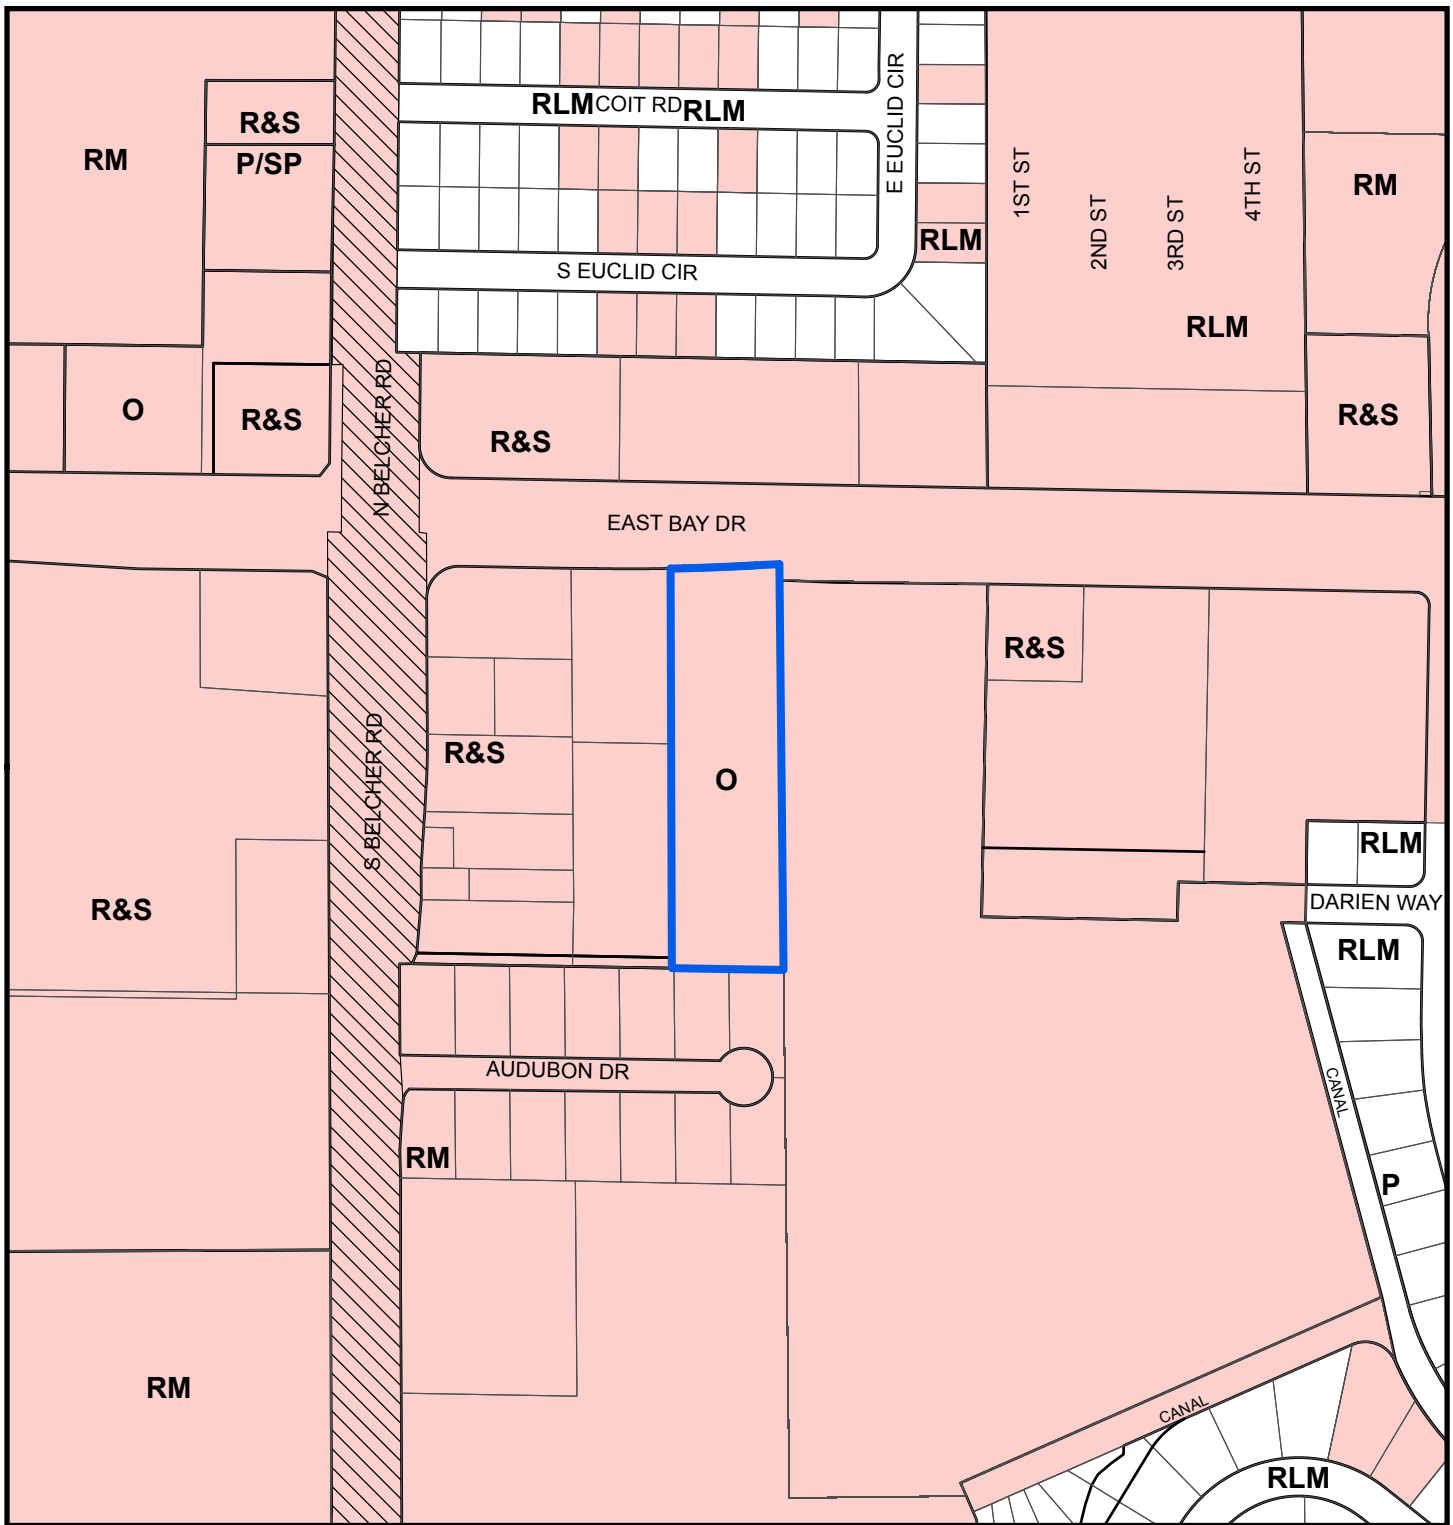 RLM COIT RD RLM
E EUCLID CIR
R&S
P/SP
RM
1ST ST
2ND ST
3RD ST
4TH ST
RM
RLM
S EUCLID CIR
RLM
O
R&S
N BELCHER RD
R&S
R&S
EAST BAY DR
R&S
R&S
O
S BELCHER RD
RLM
R&S
DARIEN WAY
RLM
AUDUBON DR
CANAL
RM
P
RM
CANAL
RLM